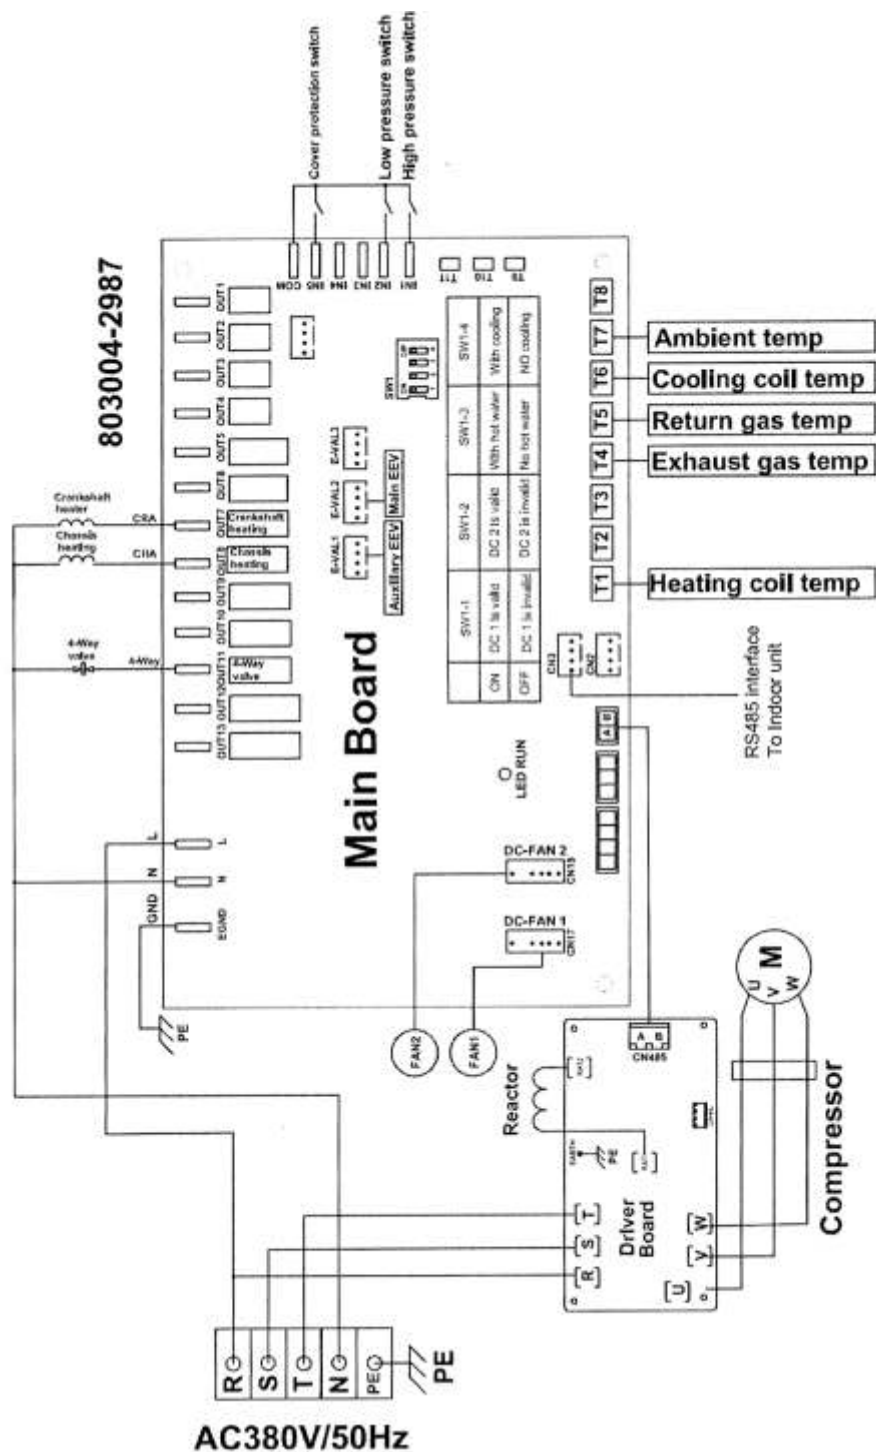 803004-2987
Cover protection switch
Low pressure switch
High pressure switch
COM
IN5
IN4
IN3
IN2
IN1
T11
T10
T9
OUT1
OUT2
OUT3
OUT4
OUT5
OUT6
OUT7
OUT8
OUT9
OUT10
OUT11
OUT12
OUT13
Crankshaft
heater
CRA
Crankshaft
heating
Chassis
heating
CHA
Chassis
heating
4-Way
valve
4-Way
4-Way
valve
SW1
E-VAL3
E-VAL2
E-VAL1
Main EEV
Auxiliary EEV
SW1-1
SW1-2
SW1-3
SW1-4
ON
DC 1 is valid
DC 2 is valid
With hot water
With cooling
OFF
DC 1 is invalid
DC 2 is invalid
No hot water
NO cooling
T8
T7
Ambient temp
T6
Cooling coil temp
T5
Return gas temp
T4
Exhaust gas temp
T3
T2
T1
Heating coil temp
CN3
CN2
RS485 interface
To Indoor unit
A B
Main Board
LED RUN
L
L
N
N
GND
EGND
PE
DC-FAN 2
CN18
DC-FAN 1
CN17
FAN2
FAN1
Reactor
EARTH
PE
A B
CN485
Driver
Board
R
S
T
U
V
W
M
U
V
W
Compressor
R
S
T
N
PE
PE
AC380V/50Hz